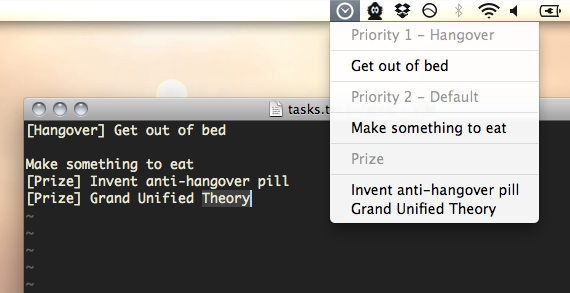 Priority 1 - Hangover
Get out of bed
Priority 2 - Default
Make something to eat
Prize
Invent anti-hangover pill
Grand Unified Theory
tasks.t
[Hangover] Get out of bed
Make something to eat
[Prize] Invent anti-hangover pill
[Prize] Grand Unified Theory
~
~
~
~
~